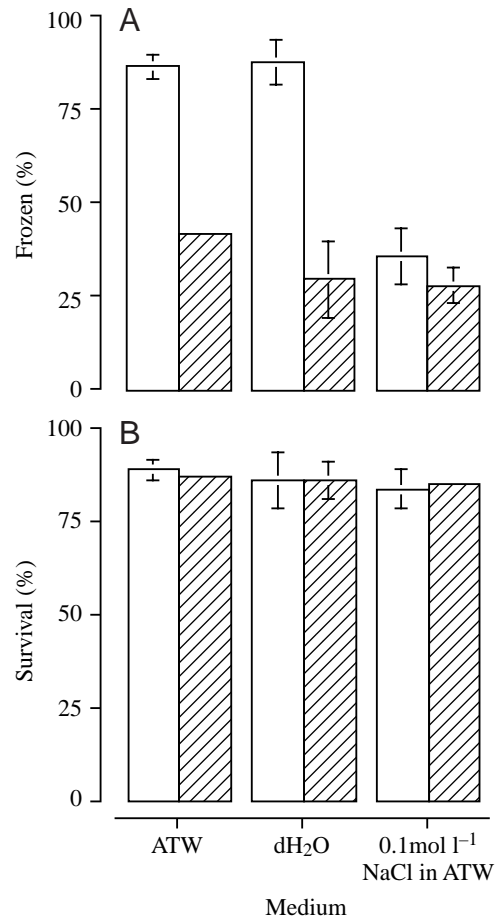 A
100
75
50
25
0
Frozen (%)
B
100
75
50
25
0
Survival (%)
ATW
dH₂O
0.1mol l⁻¹
NaCl in ATW
Medium